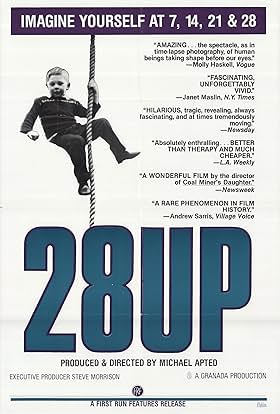 IMAGINE YOURSELF AT 7, 14, 21 & 28
“AMAZING . . . the spectacle, as in
time-lapse photography, of human
beings taking shape before our eyes.”
—Molly Haskell, Vogue
“FASCINATING,
UNFORGETTABLY
VIVID.”
—Janet Maslin, N.Y. Times
“HILARIOUS, tragic, revealing, always
fascinating, and at times tremendously
moving.”
—Newsday
“Absolutely enthralling. . . BETTER
THAN THERAPY AND MUCH
CHEAPER.”
—L.A. Weekly
“A WONDERFUL FILM by the director
of Coal Miner's Daughter.”
—Newsweek
“A RARE PHENOMENON IN FILM
HISTORY.”
—Andrew Sarris, Village Voice
28UP
PRODUCED & DIRECTED BY MICHAEL APTED
EXECUTIVE PRODUCER STEVE MORRISON
A GRANADA PRODUCTION
A FIRST RUN FEATURES RELEASE